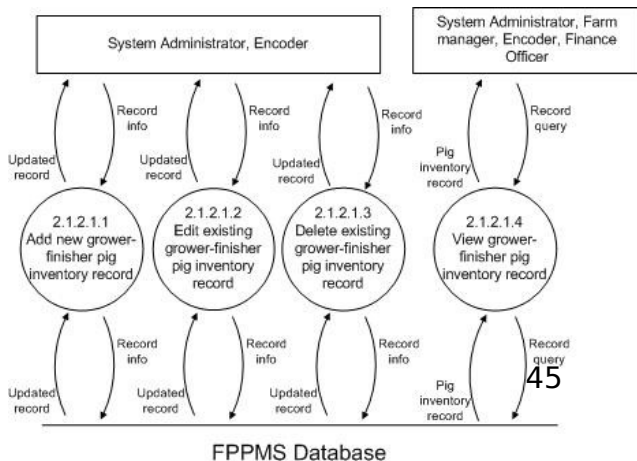 System Administrator, Encoder
System Administrator, Farm
manager, Encoder, Finance
Officer
Record
info
Updated
record
Record
info
Updated
record
Record
info
Updated
record
Record
query
Pig
inventory
record
2.1.2.1.1
Add new grower-
finisher pig
inventory record
2.1.2.1.2
Edit existing
grower-finisher
pig inventory
record
2.1.2.1.3
Delete existing
grower-finisher
pig inventory
record
2.1.2.1.4
View grower-
finisher pig
inventory record
Record
info
Updated
record
Record
info
Updated
record
Record
info
Updated
record
Record
query
45
Pig
inventory
record
FPPMS Database